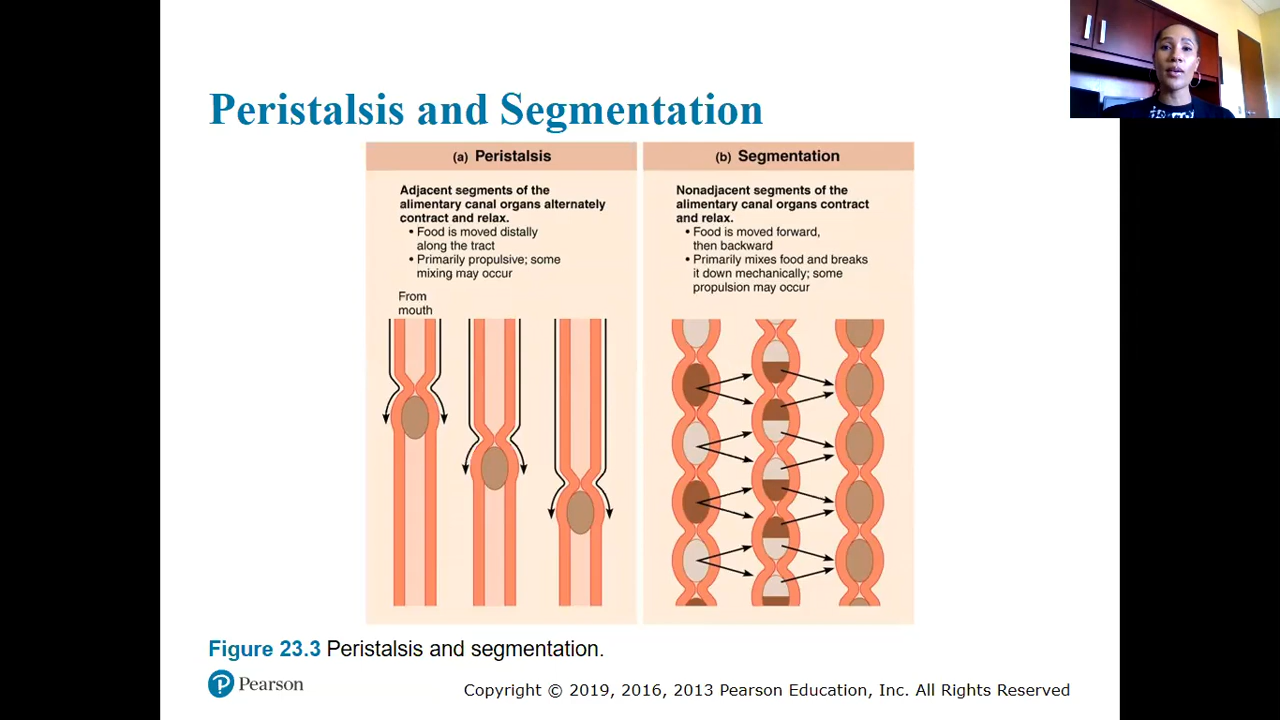 Peristalsis and Segmentation
(a) Peristalsis
Adjacent segments of the
alimentary canal organs alternately
contract and relax.
• Food is moved distally
along the tract
• Primarily propulsive; some
mixing may occur
From
mouth
(b) Segmentation
Nonadjacent segments of the
alimentary canal organs contract
and relax.
• Food is moved forward,
then backward
• Primarily mixes food and breaks
it down mechanically; some
propulsion may occur
Figure 23.3 Peristalsis and segmentation.
P Pearson
Copyright © 2019, 2016, 2013 Pearson Education, Inc. All Rights Reserved